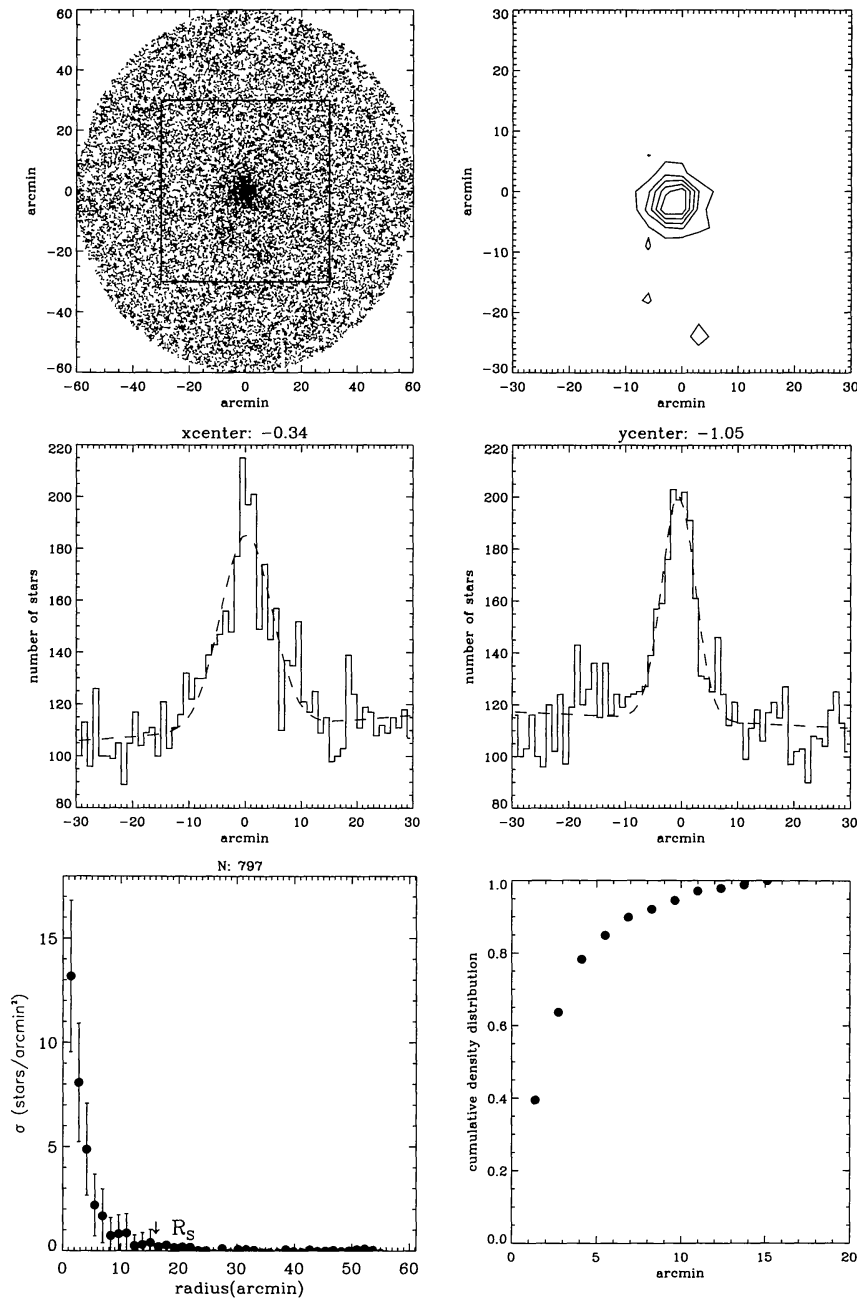 60
40
20
0
-20
-40
-60
arcmin
-60 -40 -20 0 20 40 60
arcmin
30
20
10
0
-10
-20
-30
arcmin
-30 -20 -10 0 10 20 30
arcmin
xcenter: -0.34
220
200
180
160
140
120
100
80
number of stars
-30 -20 -10 0 10 20 30
arcmin
ycenter: -1.05
220
200
180
160
140
120
100
80
number of stars
-30 -20 -10 0 10 20 30
arcmin
N: 797
15
10
5
0
σ (stars/arcmin²)
R_S
0 10 20 30 40 50 60
radius(arcmin)
1.0
0.8
0.6
0.4
0.2
0.0
cumulative density distribution
0 5 10 15 20
arcmin